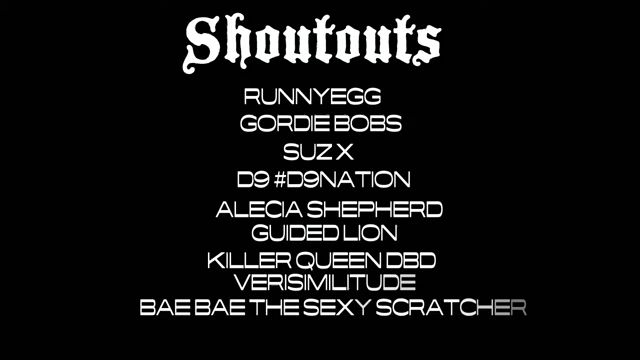 Shoutouts
RUNNYEGG
GORDIE BOBS
SUZ X
D9 #D9NATION
ALECIA SHEPHERD
GUIDED LION
KILLER QUEEN DBD
VERISIMILITUDE
BAE BAE THE SEXY SCRATCHER